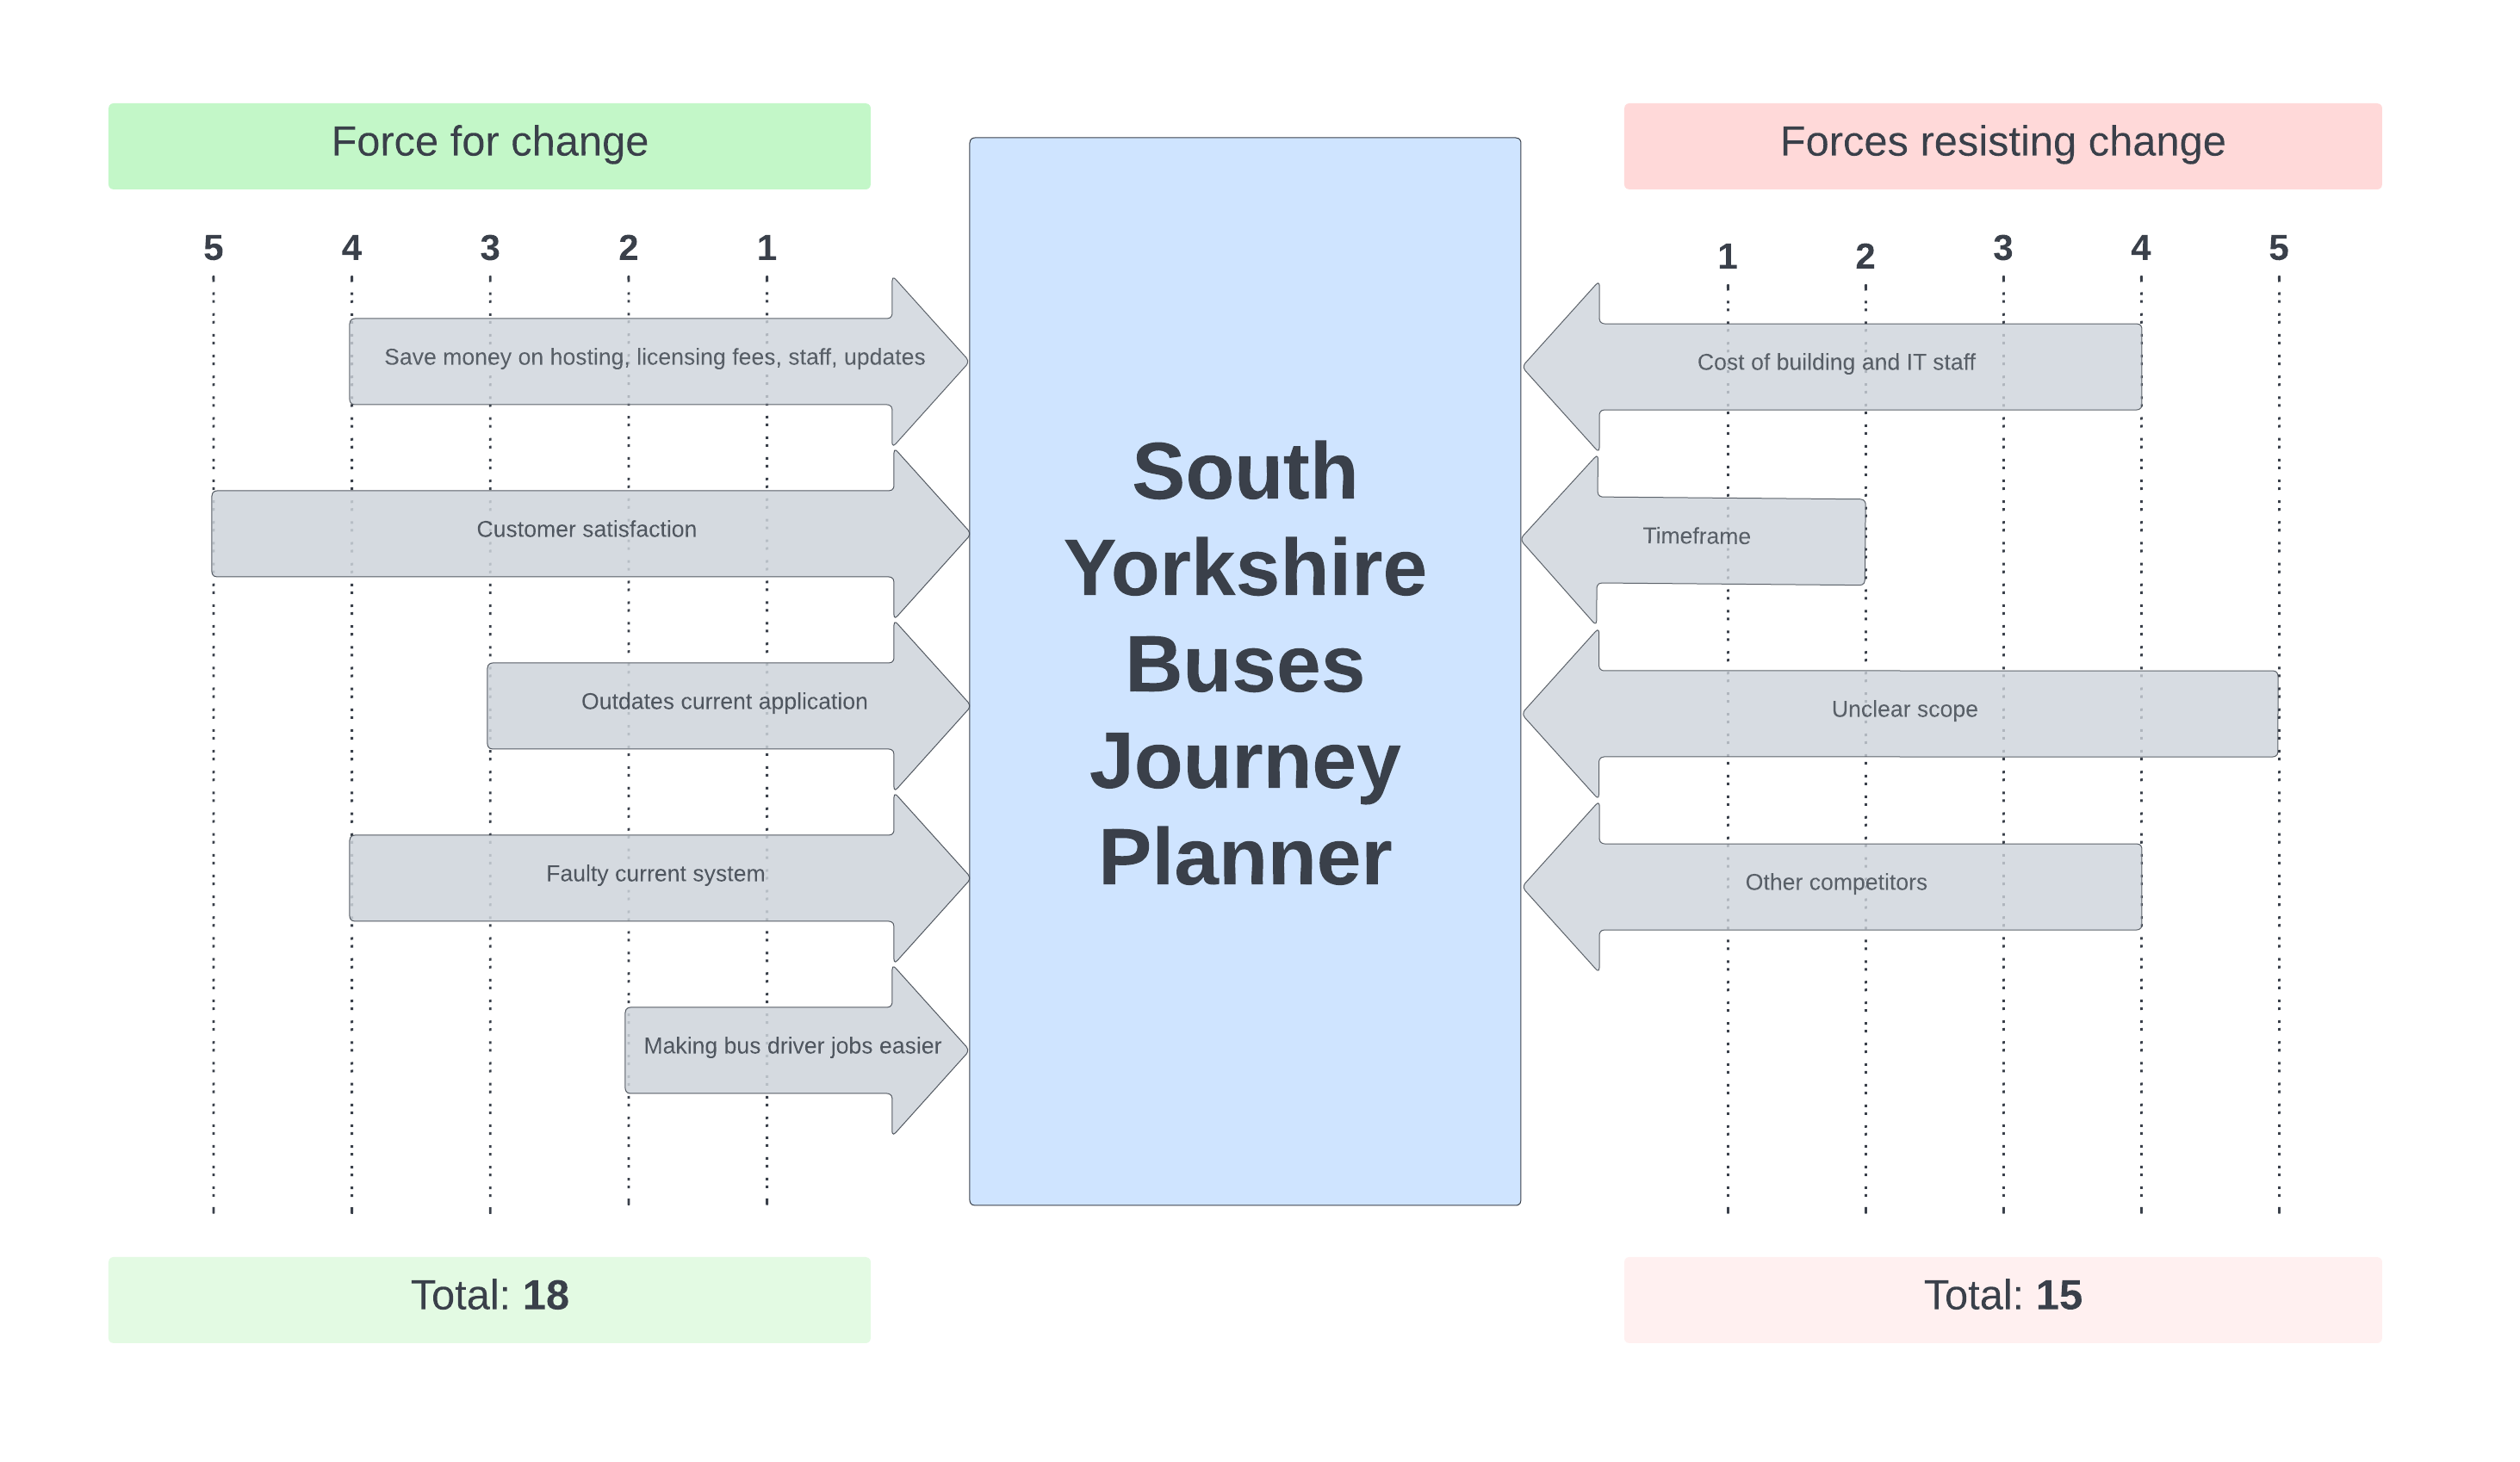 Force for change
Forces resisting change
5 4 3 2 1
1 2 3 4 5
Save money on hosting, licensing fees, staff, updates
Customer satisfaction
Outdates current application
Faulty current system
Making bus driver jobs easier
South
Yorkshire
Buses
Journey
Planner
Cost of building and IT staff
Timeframe
Unclear scope
Other competitors
Total: 18
Total: 15